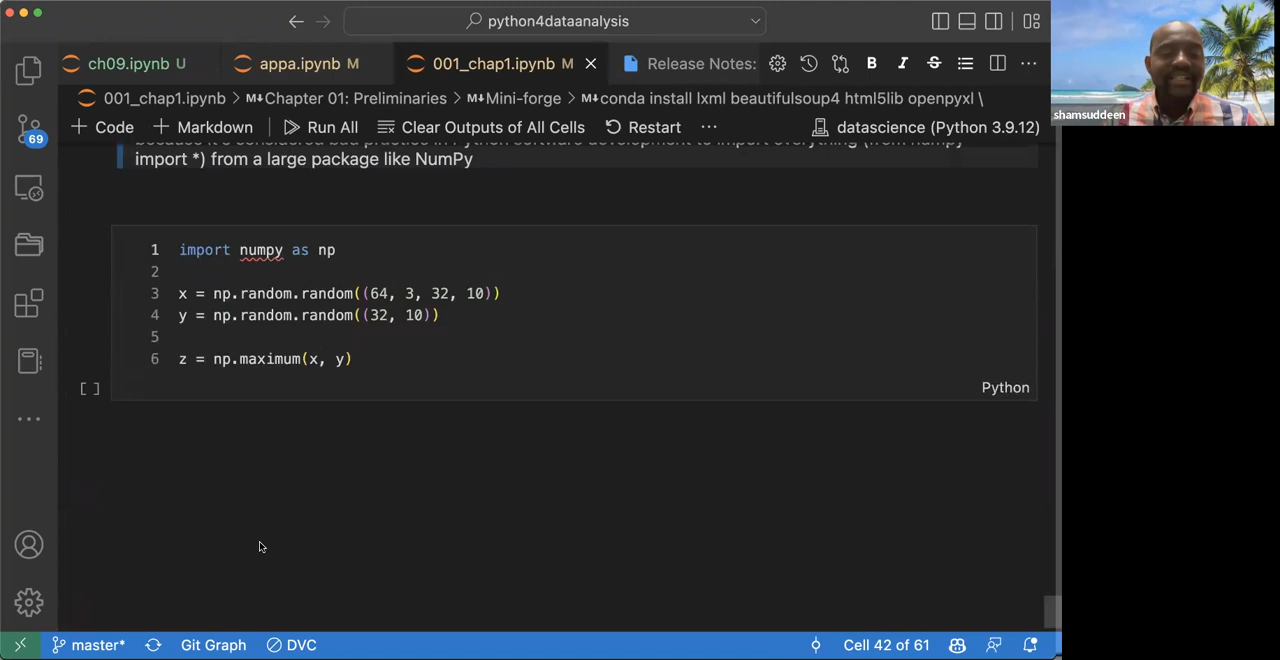 python4dataanalysis
ch09.ipynb U
appa.ipynb M
001_chap1.ipynb M
Release Notes:
001_chap1.ipynb > M↓Chapter 01: Preliminaries > M↓Mini-forge > M↓conda install lxml beautifulsoup4 html5lib openpyxl \
+ Code + Markdown Run All Clear Outputs of All Cells Restart ... datascience (Python 3.9.12)
because it's considered bad practice in Python software development to import everything (from numpy
import *) from a large package like NumPy
1 import numpy as np
2
3 x = np.random.random((64, 3, 32, 10))
4 y = np.random.random((32, 10))
5
6 z = np.maximum(x, y)
[ ]
Python
69
master* Git Graph DVC Cell 42 of 61
shamsuddeen